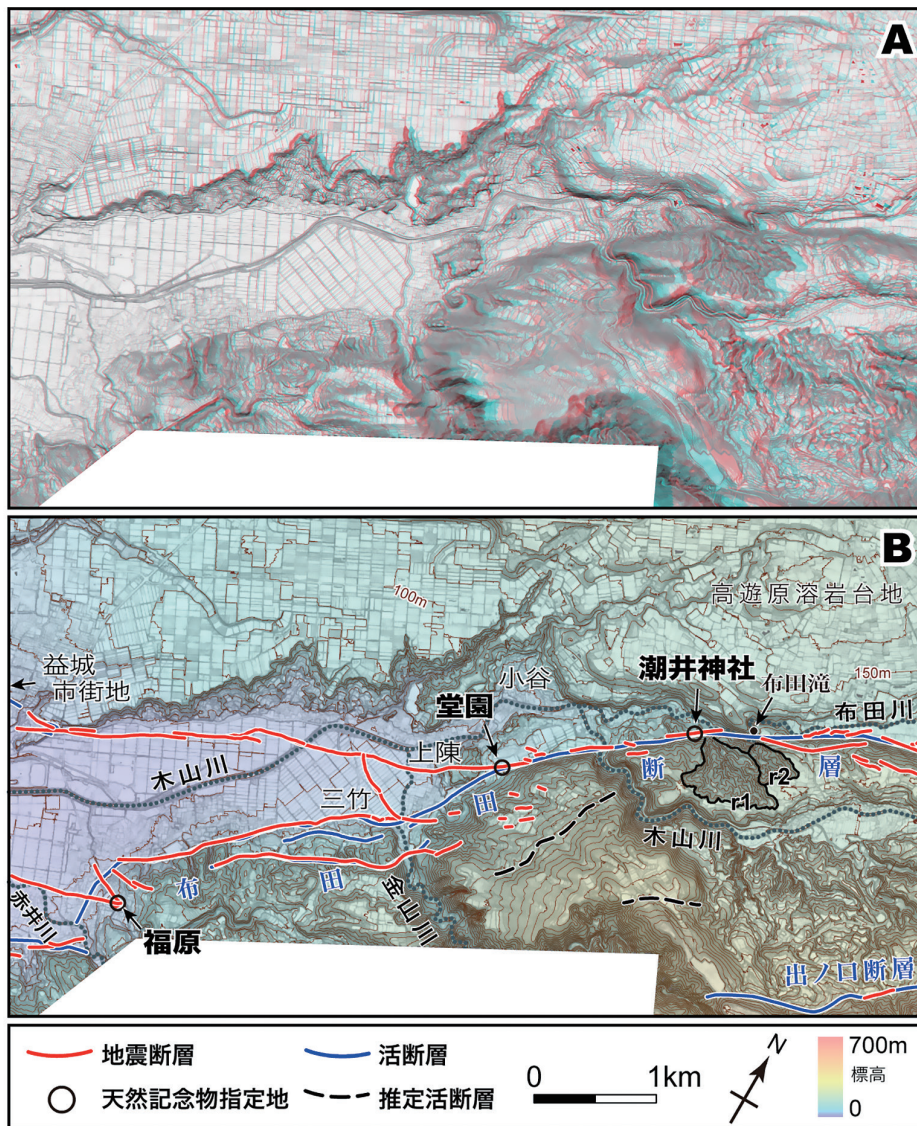 A
B
高遊原溶岩台地
100m
益城
市街地
小谷
潮井神社
布田滝
150m
布田川
堂園
上陳
木山川
断
層
r2
r1
田
三竹
木山川
布
田
金山川
赤井川
福原
出ノ口断層
地震断層
活断層
天然記念物指定地
推定活断層
0
1km
N
700m
標高
0